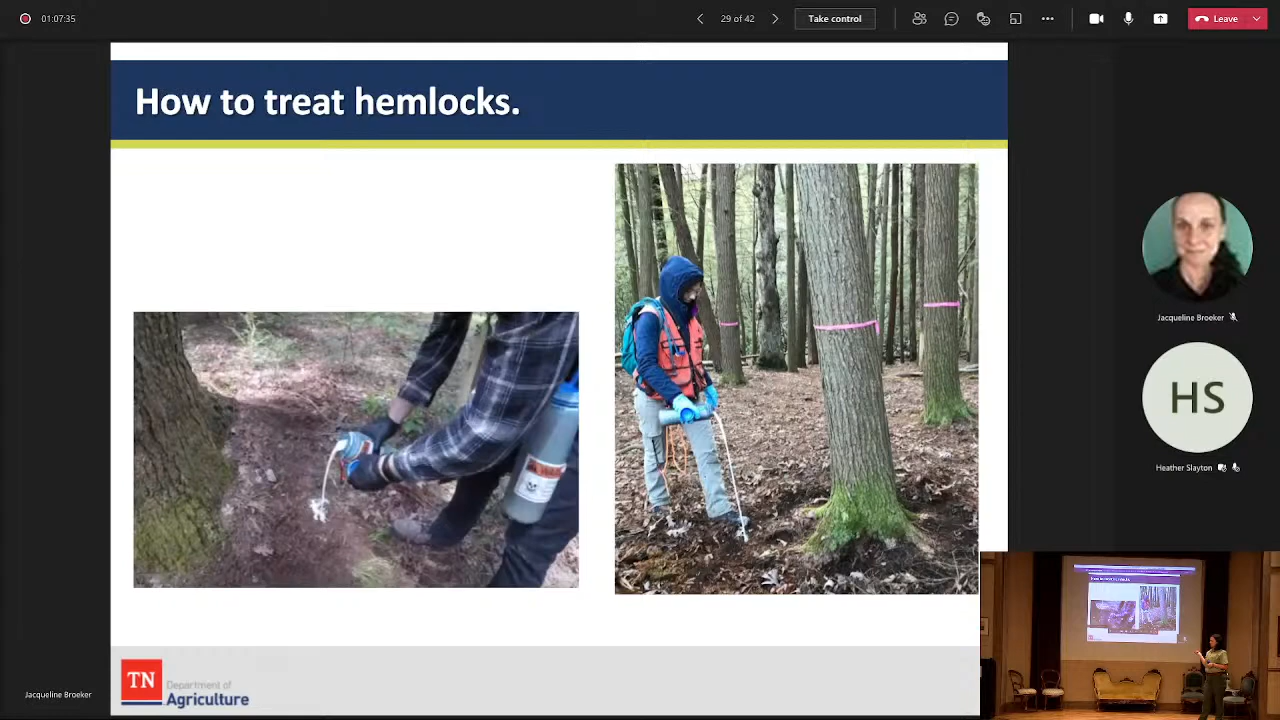 01:07:35
29 of 42
Take control
Leave
How to treat hemlocks.
Jacqueline Broeker
HS
Heather Slayton
TN
Department of
Agriculture
Jacqueline Broeker